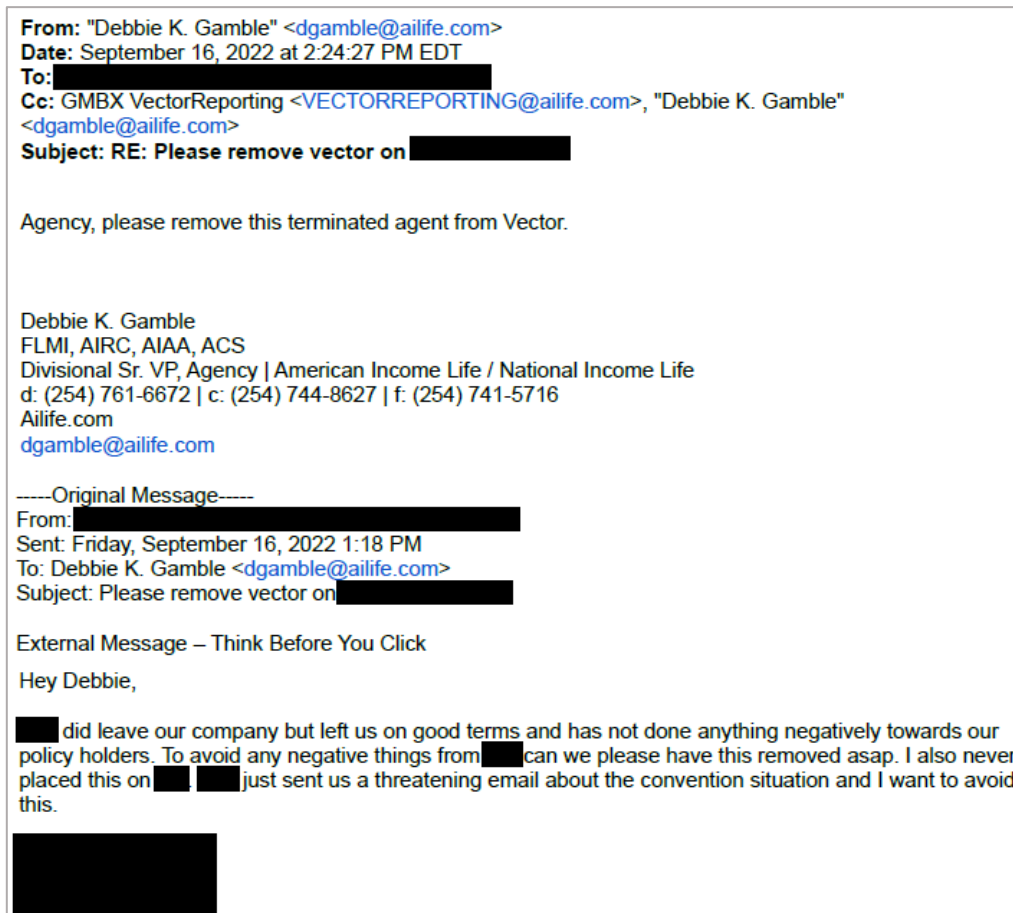 From: "Debbie K. Gamble" <dgamble@ailife.com>
Date: September 16, 2022 at 2:24:27 PM EDT
To:
Cc: GMBX VectorReporting <VECTORREPORTING@ailife.com>, "Debbie K. Gamble"
<dgamble@ailife.com>
Subject: RE: Please remove vector on
Agency, please remove this terminated agent from Vector.
Debbie K. Gamble
FLMI, AIRC, AIAA, ACS
Divisional Sr. VP, Agency | American Income Life / National Income Life
d: (254) 761-6672 | c: (254) 744-8627 | f: (254) 741-5716
Ailife.com
dgamble@ailife.com
-----Original Message-----
From:
Sent: Friday, September 16, 2022 1:18 PM
To: Debbie K. Gamble <dgamble@ailife.com>
Subject: Please remove vector on
External Message – Think Before You Click
Hey Debbie,
did leave our company but left us on good terms and has not done anything negatively towards our
policy holders. To avoid any negative things from can we please have this removed asap. I also never
placed this on . just sent us a threatening email about the convention situation and I want to avoid
this.